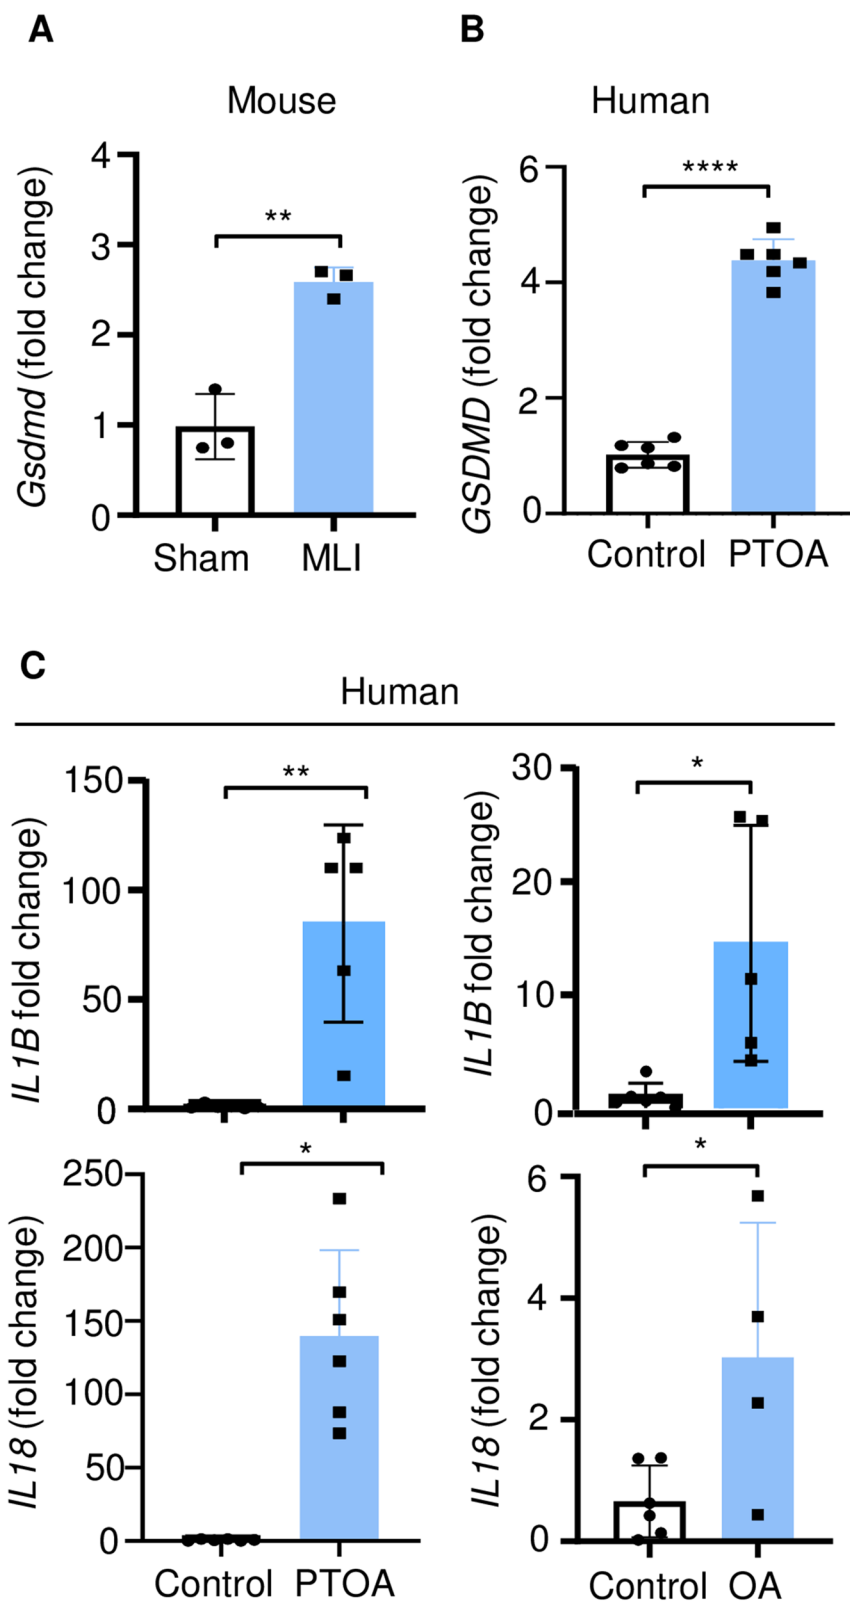 A
B
Mouse
Human
Gsdmd (fold change)
4
3
2
1
0
**
Sham MLI
GSDMD (fold change)
6
4
2
0
****
Control PTOA
C
Human
IL1B fold change)
150
100
50
0
**
IL1B fold change)
30
20
10
0
*
IL18 (fold change)
250
200
150
100
50
0
*
Control PTOA
IL18 (fold change)
6
4
2
0
*
Control OA